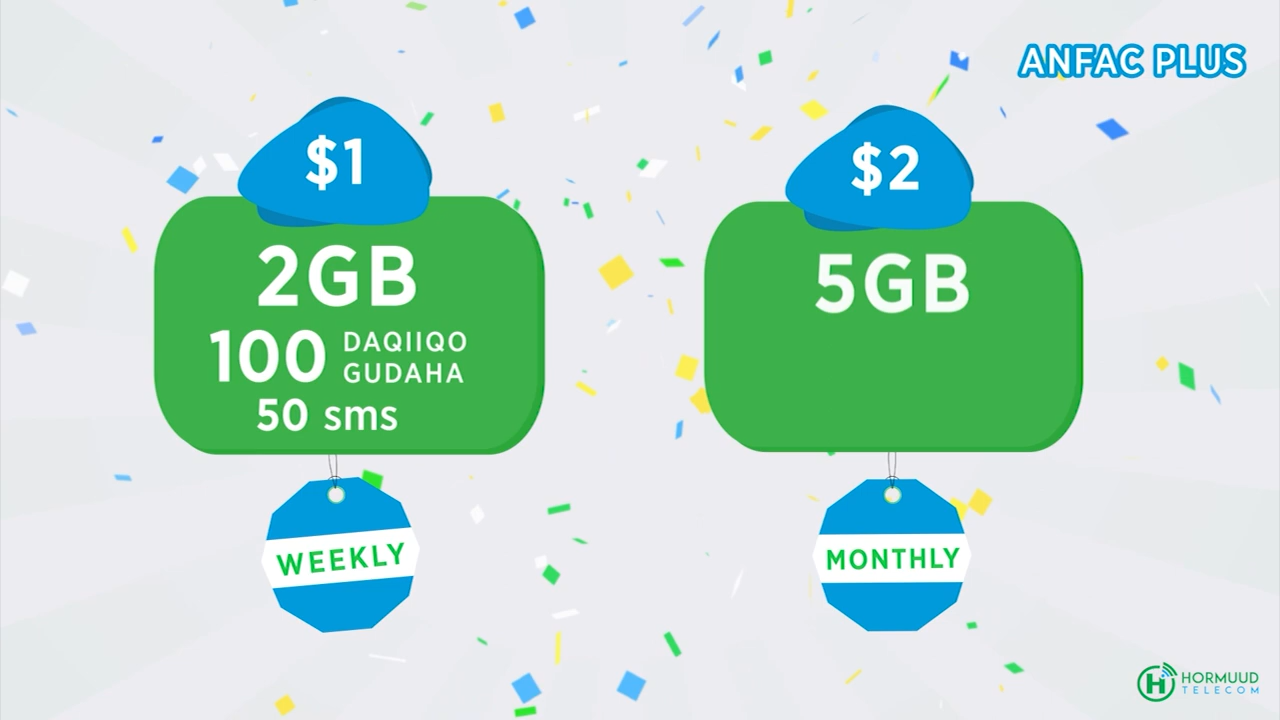 ANFAC PLUS
$1
2GB
100 DAQIIQO
GUDAHA
50 sms
WEEKLY
$2
5GB
MONTHLY
HORMUUD
TELECOM